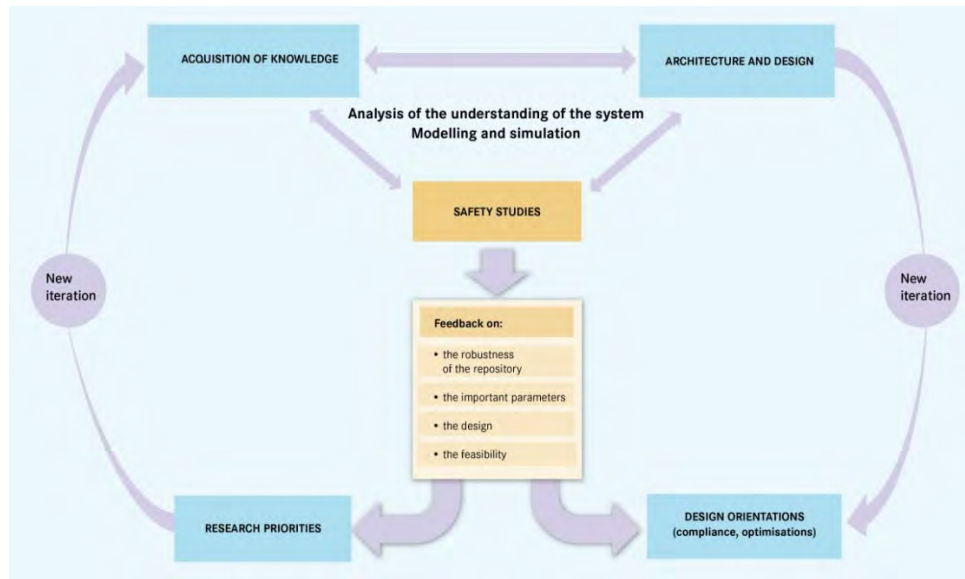 ACQUISITION OF KNOWLEDGE
ARCHITECTURE AND DESIGN
Analysis of the understanding of the system
Modelling and simulation
SAFETY STUDIES
New
iteration
New
iteration
Feedback on:
• the robustness
of the repository
• the important parameters
• the design
• the feasibility
RESEARCH PRIORITIES
DESIGN ORIENTATIONS
(compliance, optimisations)